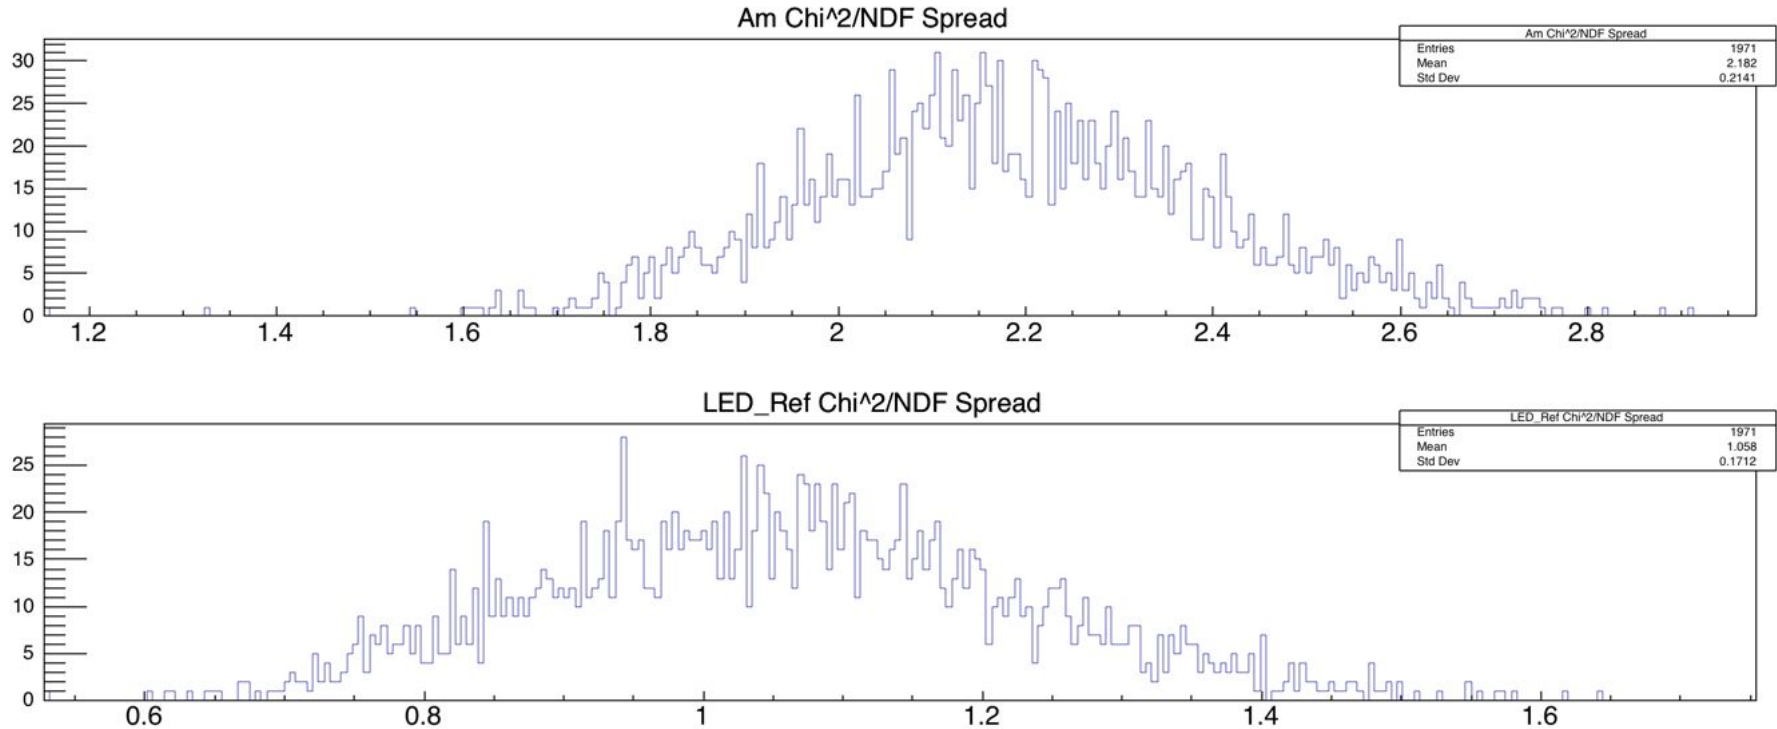 Am Chi^2/NDF Spread
Am Chi^2/NDF Spread
Entries 1971
Mean 2.182
Std Dev 0.2141
30
25
20
15
10
5
0
1.2 1.4 1.6 1.8 2 2.2 2.4 2.6 2.8
LED_Ref Chi^2/NDF Spread
LED_Ref Chi^2/NDF Spread
Entries 1971
Mean 1.058
Std Dev 0.1712
25
20
15
10
5
0
0.6 0.8 1 1.2 1.4 1.6